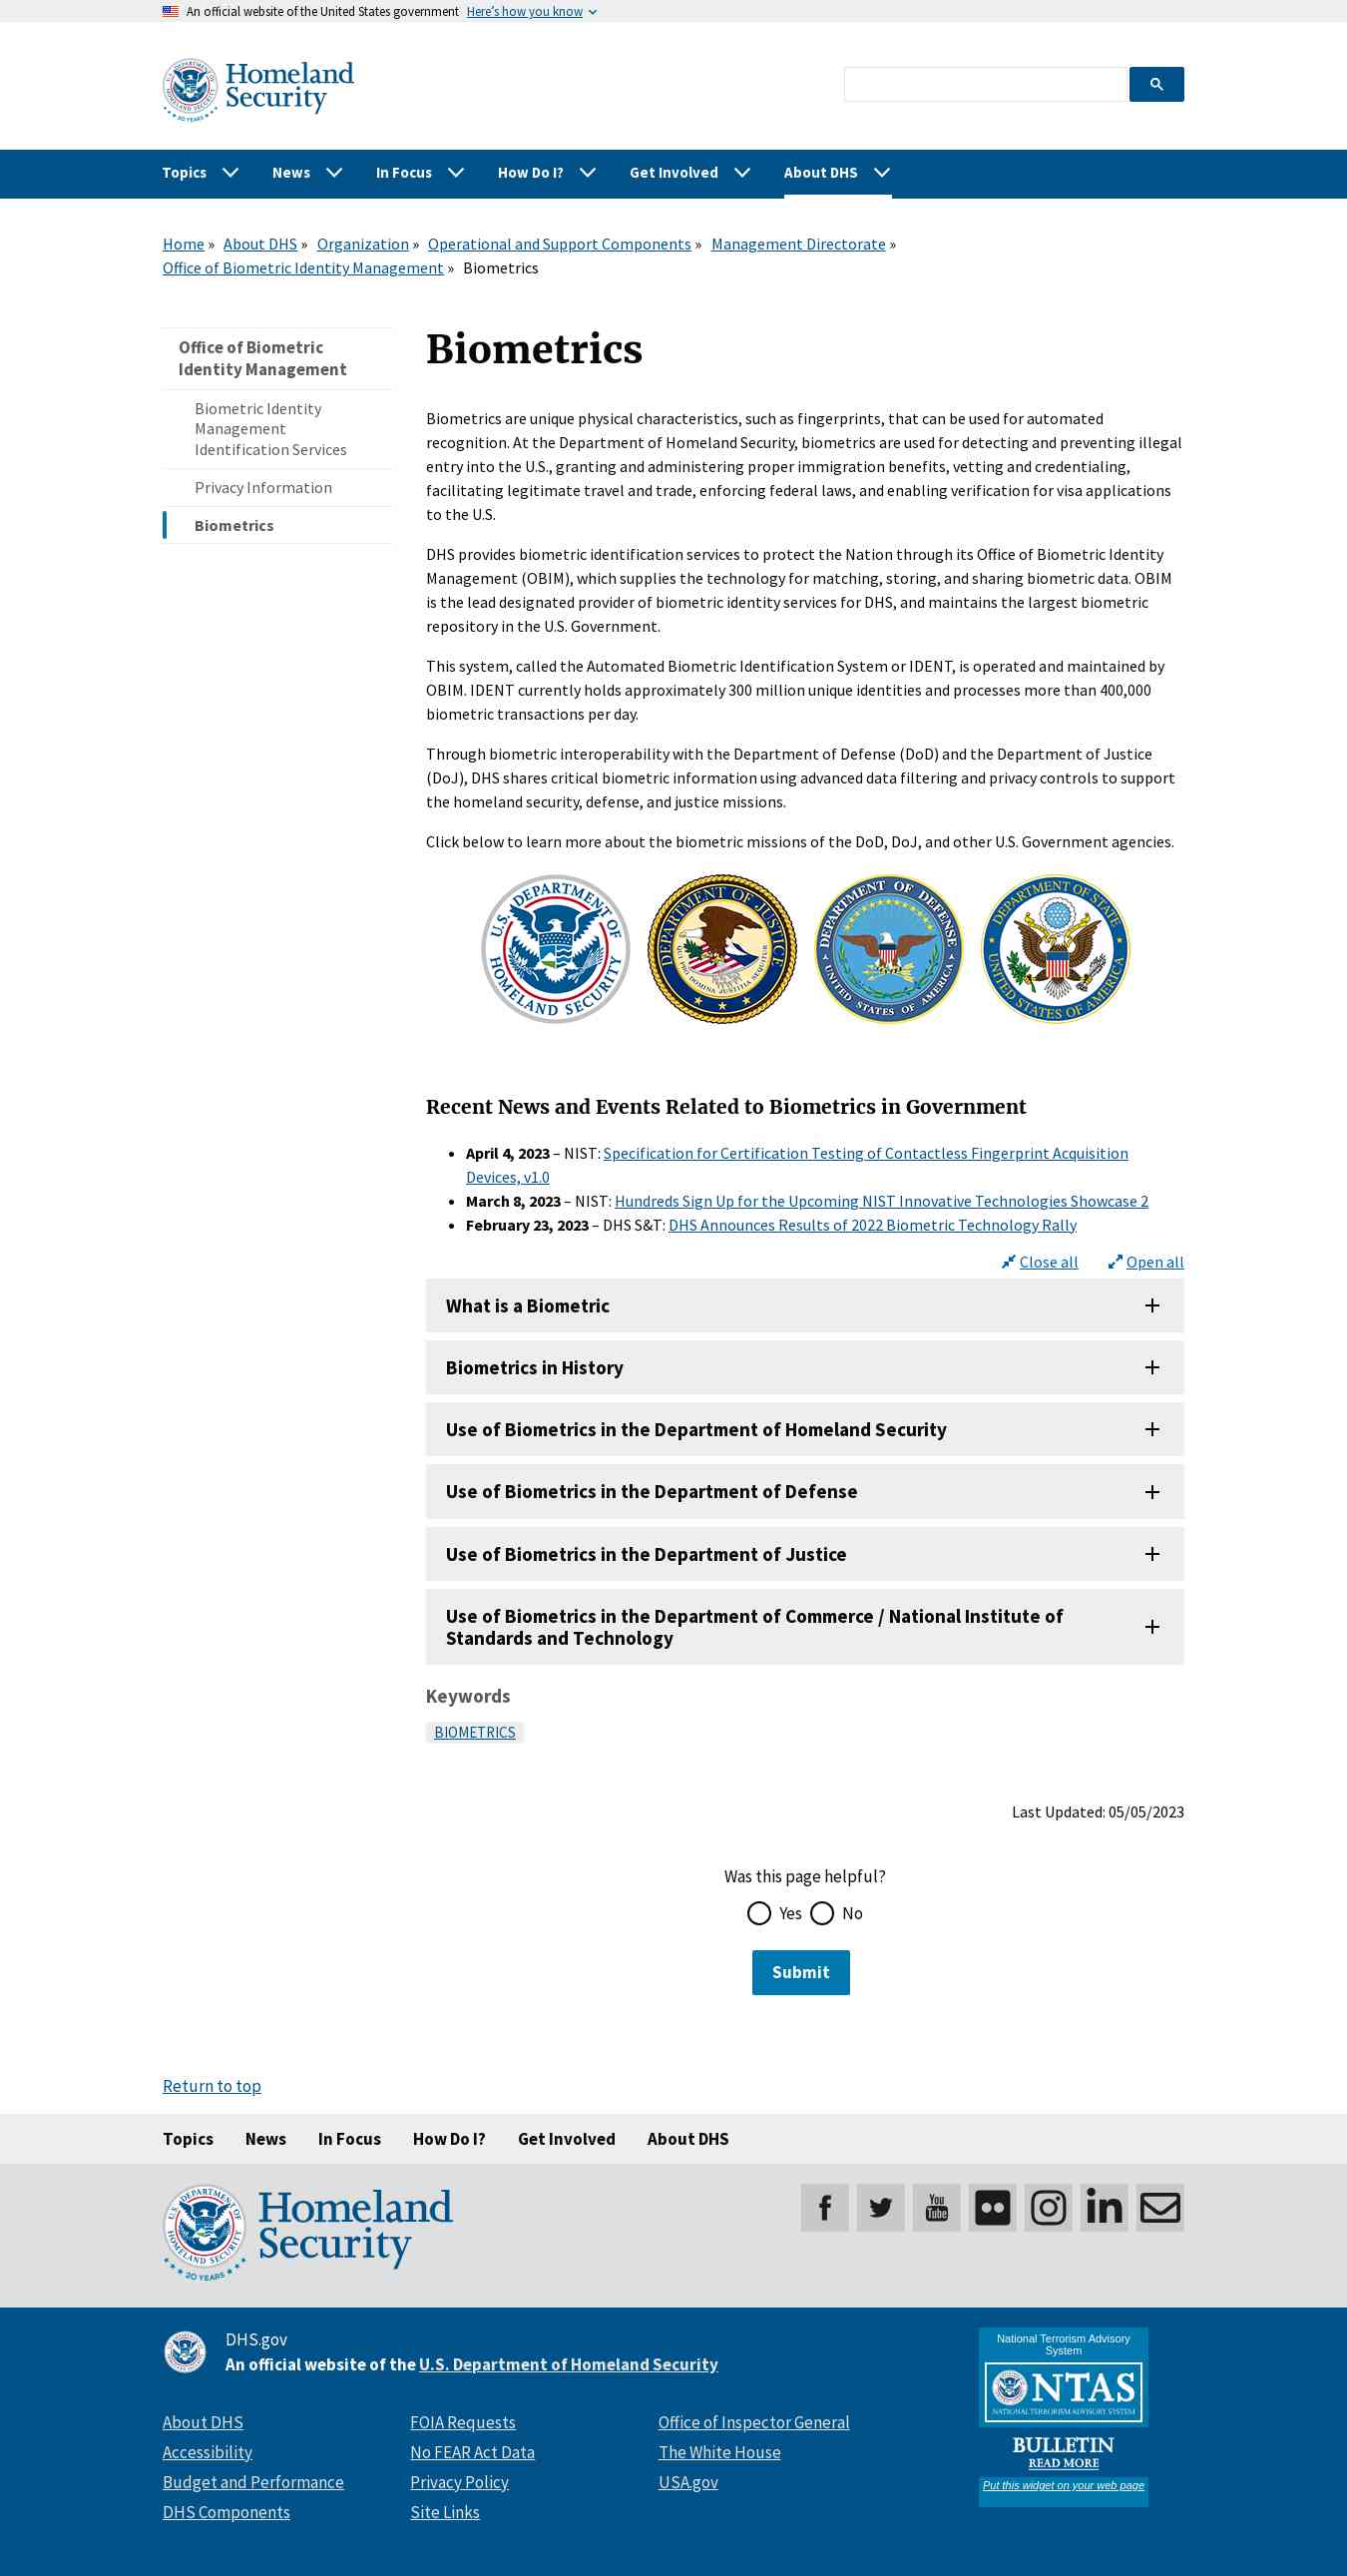 An official website of the United States government Here's how you know
Homeland
Security
20 YEARS
Topics News In Focus How Do I? Get Involved About DHS
Home » About DHS » Organization » Operational and Support Components » Management Directorate »
Office of Biometric Identity Management » Biometrics
Office of Biometric
Identity Management
Biometric Identity
Management
Identification Services
Privacy Information
Biometrics
Biometrics
Biometrics are unique physical characteristics, such as fingerprints, that can be used for automated
recognition. At the Department of Homeland Security, biometrics are used for detecting and preventing illegal
entry into the U.S., granting and administering proper immigration benefits, vetting and credentialing,
facilitating legitimate travel and trade, enforcing federal laws, and enabling verification for visa applications
to the U.S.
DHS provides biometric identification services to protect the Nation through its Office of Biometric Identity
Management (OBIM), which supplies the technology for matching, storing, and sharing biometric data. OBIM
is the lead designated provider of biometric identity services for DHS, and maintains the largest biometric
repository in the U.S. Government.
This system, called the Automated Biometric Identification System or IDENT, is operated and maintained by
OBIM. IDENT currently holds approximately 300 million unique identities and processes more than 400,000
biometric transactions per day.
Through biometric interoperability with the Department of Defense (DoD) and the Department of Justice
(DoJ), DHS shares critical biometric information using advanced data filtering and privacy controls to support
the homeland security, defense, and justice missions.
Click below to learn more about the biometric missions of the DoD, DoJ, and other U.S. Government agencies.
U.S. DEPARTMENT OF HOMELAND SECURITY
DEPARTMENT OF JUSTICE
QUI PRO DOMINA JUSTITIA SEQUITUR
DEPARTMENT OF DEFENSE UNITED STATES OF AMERICA
DEPARTMENT OF STATE UNITED STATES OF AMERICA
Recent News and Events Related to Biometrics in Government
• April 4, 2023 – NIST: Specification for Certification Testing of Contactless Fingerprint Acquisition
Devices, v1.0
• March 8, 2023 – NIST: Hundreds Sign Up for the Upcoming NIST Innovative Technologies Showcase 2
• February 23, 2023 – DHS S&T: DHS Announces Results of 2022 Biometric Technology Rally
Close all Open all
What is a Biometric
Biometrics in History
Use of Biometrics in the Department of Homeland Security
Use of Biometrics in the Department of Defense
Use of Biometrics in the Department of Justice
Use of Biometrics in the Department of Commerce / National Institute of
Standards and Technology
Keywords
BIOMETRICS
Last Updated: 05/05/2023
Was this page helpful?
Yes No
Submit
Return to top
Topics News In Focus How Do I? Get Involved About DHS
U.S. DEPARTMENT OF HOMELAND SECURITY
20 YEARS
Homeland
Security
You
Tube
DHS.gov
An official website of the U.S. Department of Homeland Security
About DHS
Accessibility
Budget and Performance
DHS Components
FOIA Requests
No FEAR Act Data
Privacy Policy
Site Links
Office of Inspector General
The White House
USA.gov
National Terrorism Advisory
System
NTAS
NATIONAL TERRORISM ADVISORY SYSTEM
BULLETIN
READ MORE
Put this widget on your web page